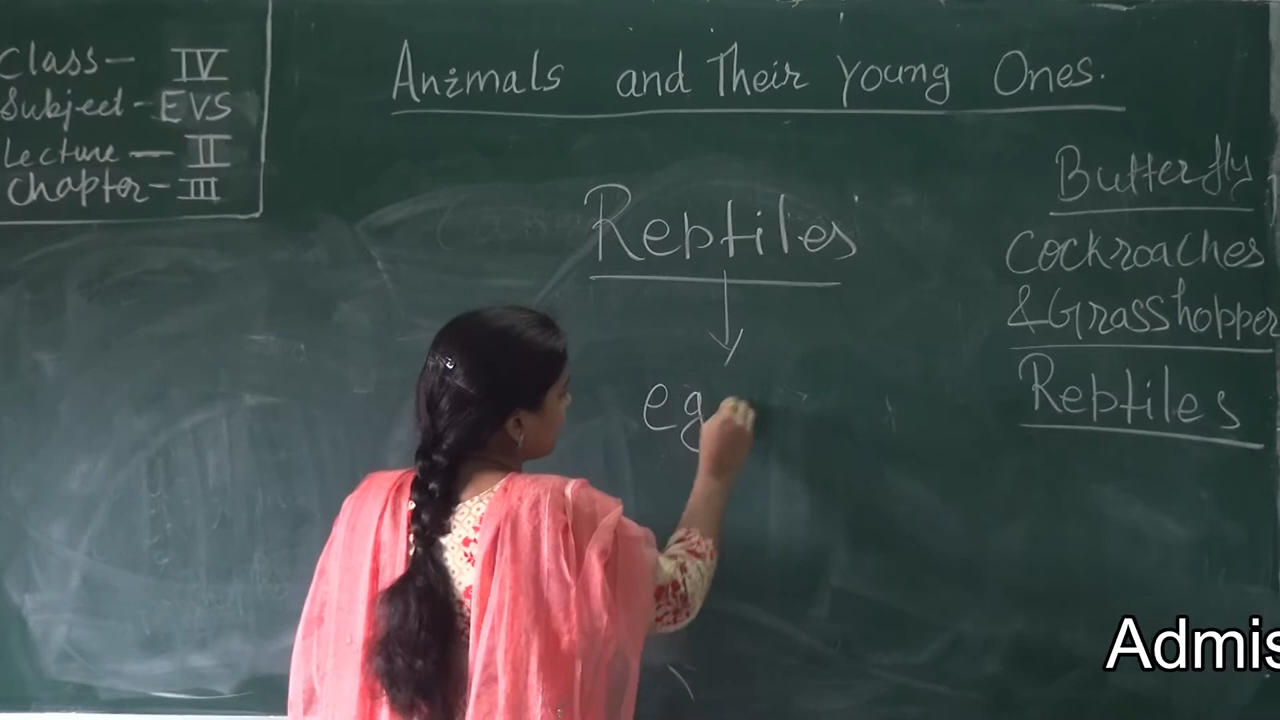 Class - IV
Subject - EVS
Lecture - II
Chapter - III
Animals and Their Young Ones.
Reptiles
eg
Butterfly
Cockroaches
& Grasshopper
Reptiles
Admis